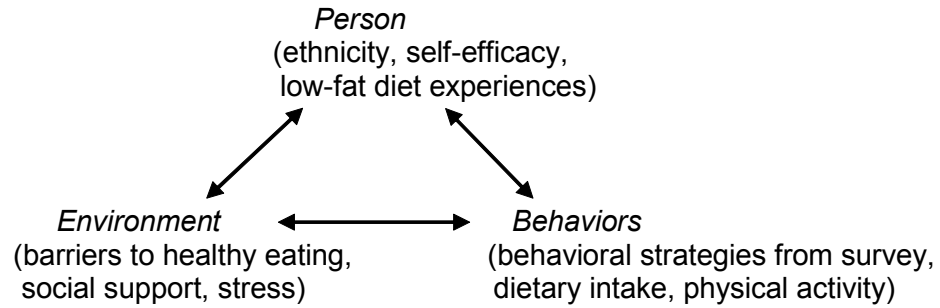 Person
(ethnicity, self-efficacy,
low-fat diet experiences)
Environment
(barriers to healthy eating,
social support, stress)
Behaviors
(behavioral strategies from survey,
dietary intake, physical activity)